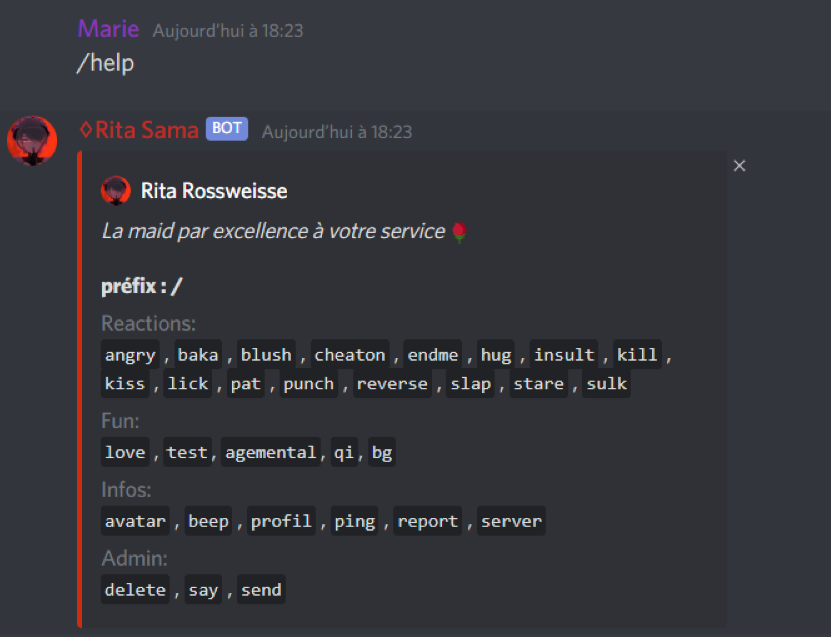 Marie Aujourd'hui à 18:23
/help
◊Rita Sama BOT Aujourd'hui à 18:23
Rita Rossweisse
La maid par excellence à votre service 🌹
préfix : /
Reactions:
angry , baka , blush , cheaton , endme , hug , insult , kill ,
kiss , lick , pat , punch , reverse , slap , stare , sulk
Fun:
love , test, agemental, qi, bg
Infos:
avatar , beep , profil , ping , report , server
Admin:
delete , say , send